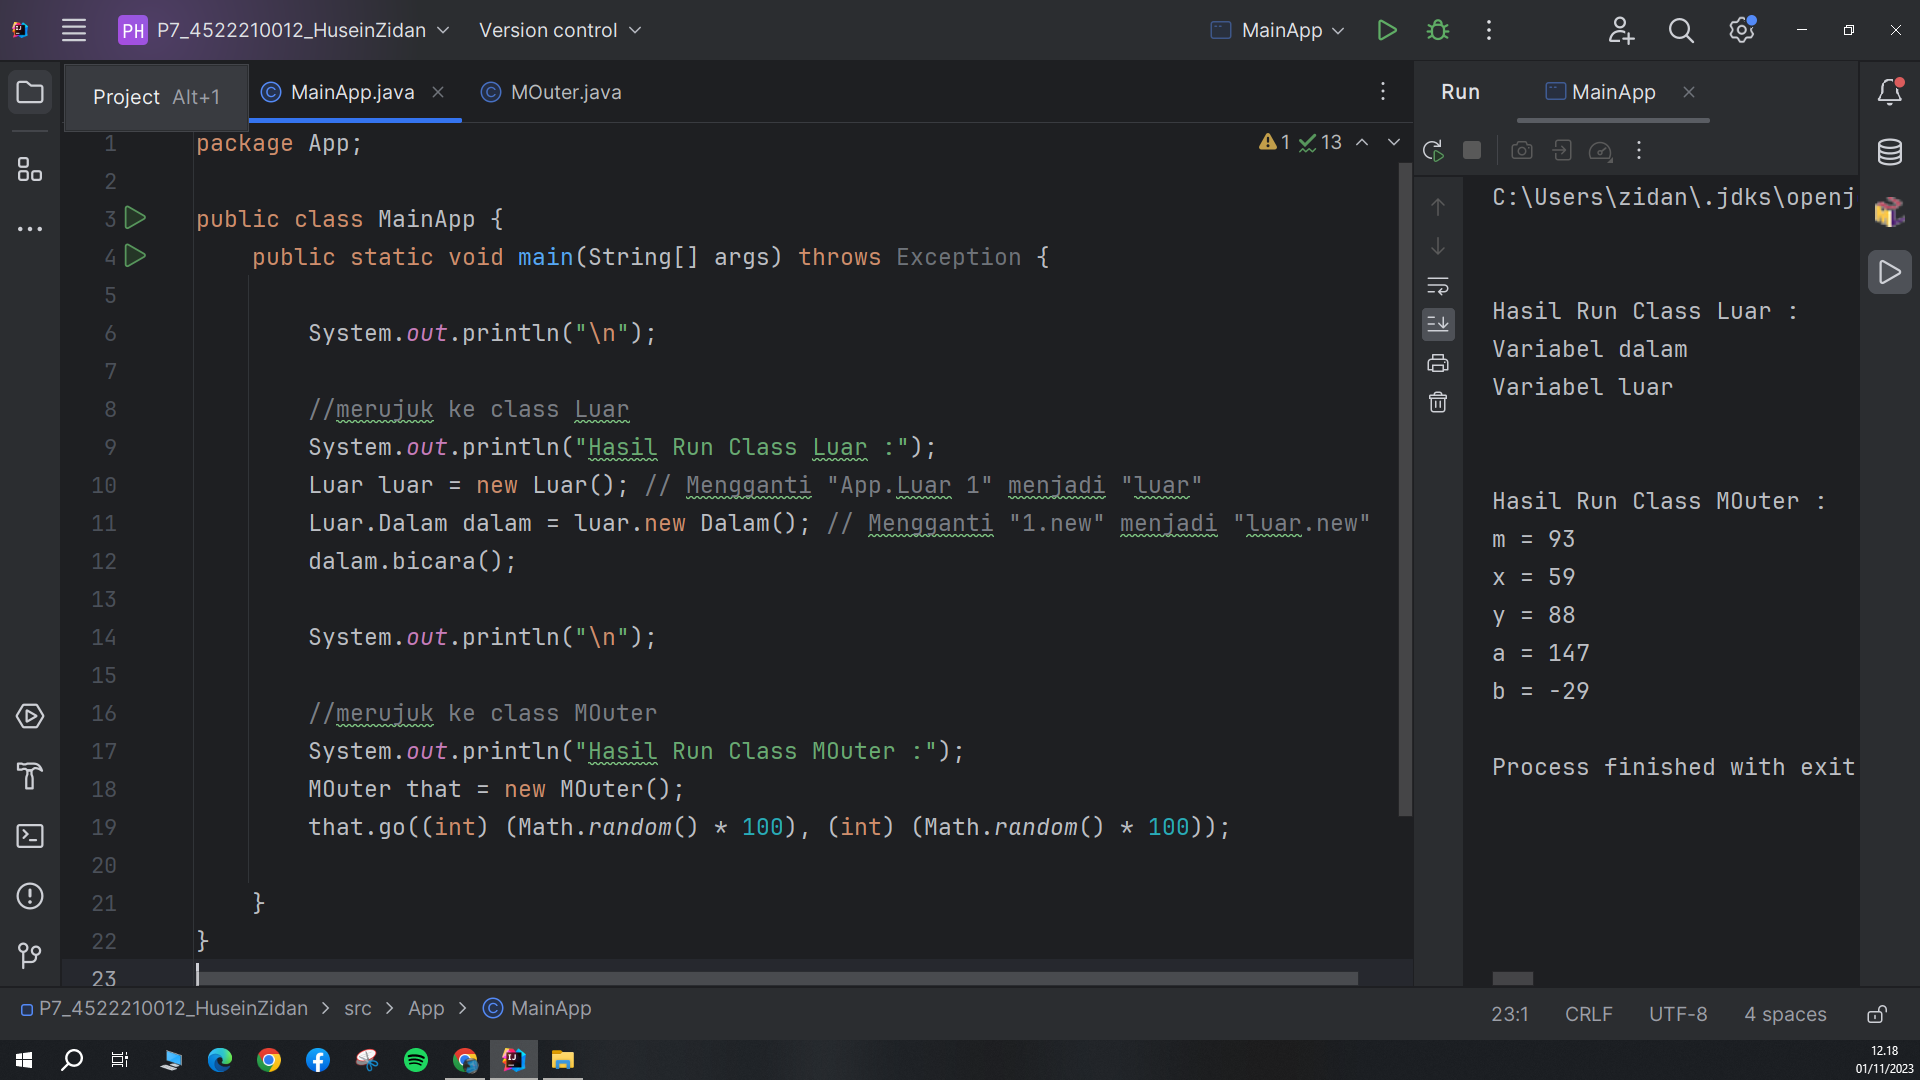 PH P7_4522210012_HuseinZidan Version control MainApp
Project Alt+1 MainApp.java MOuter.java Run MainApp
1 package App; 1 13
2
3 public class MainApp {
4     public static void main(String[] args) throws Exception {
5
6         System.out.println("\n");
7
8         //merujuk ke class Luar
9         System.out.println("Hasil Run Class Luar :");
10         Luar luar = new Luar(); // Mengganti "App.Luar 1" menjadi "luar"
11         Luar.Dalam dalam = luar.new Dalam(); // Mengganti "1.new" menjadi "luar.new"
12         dalam.bicara();
13
14         System.out.println("\n");
15
16         //merujuk ke class MOuter
17         System.out.println("Hasil Run Class MOuter :");
18         MOuter that = new MOuter();
19         that.go((int) (Math.random() * 100), (int) (Math.random() * 100));
20
21     }
22 }
23
C:\Users\zidan\.jdks\openj
Hasil Run Class Luar :
Variabel dalam
Variabel luar
Hasil Run Class MOuter :
m = 93
x = 59
y = 88
a = 147
b = -29
Process finished with exit
P7_4522210012_HuseinZidan > src > App > MainApp
23:1 CRLF UTF-8 4 spaces
12.18
01/11/2023